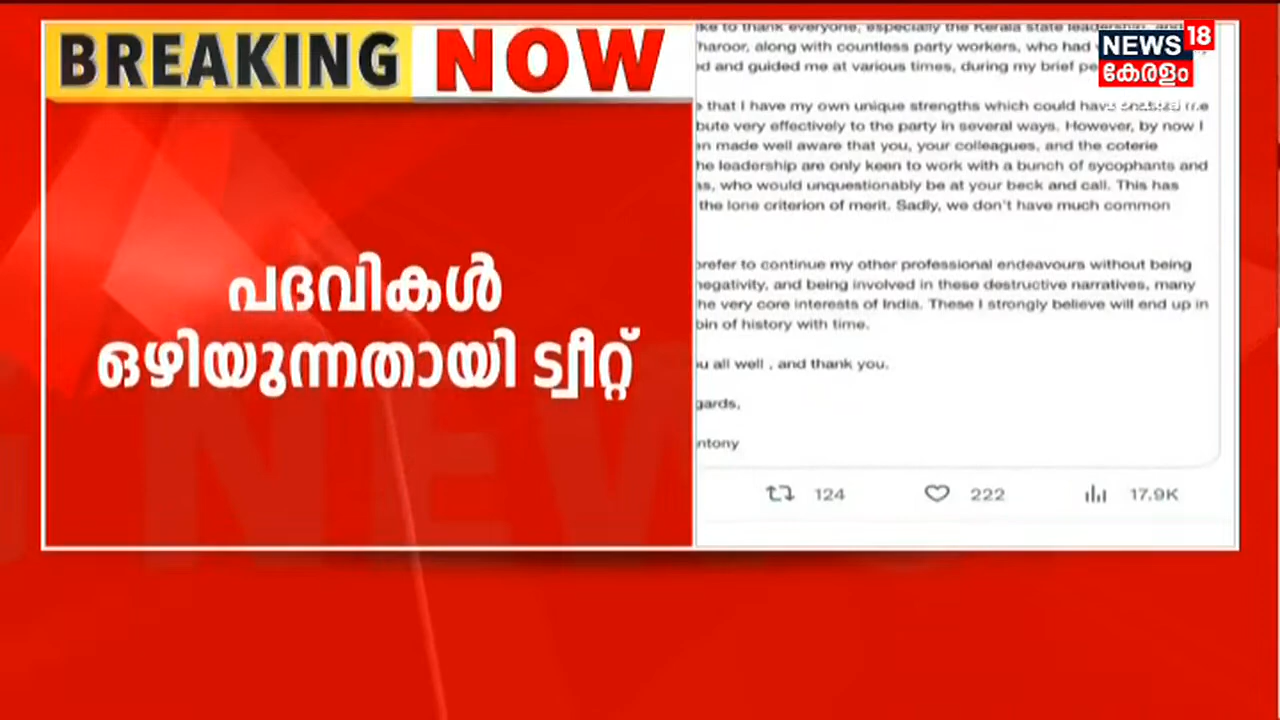 BREAKING NOW
പദവികൾ
ഒഴിയുന്നതായി ട്വീറ്റ്
NEWS 18
കേരളം
ke to thank everyone, especially the Kerala state leadership, and
haroor, along with countless party workers, who had
d and guided me at various times, during my brief
that I have my own unique strengths which could have enabled me
bute very effectively to the party in several ways. However, by now I
n made well aware that you, your colleagues, and the coterie
he leadership are only keen to work with a bunch of sycophants and
s, who would unquestionably be at your beck and call. This has
the lone criterion of merit. Sadly, we don't have much common
prefer to continue my other professional endeavours without being
negativity, and being involved in these destructive narratives, many
he very core interests of India. These I strongly believe will end up in
bin of history with time.
u all well , and thank you.
gards,
ntony
124 222 17.9K